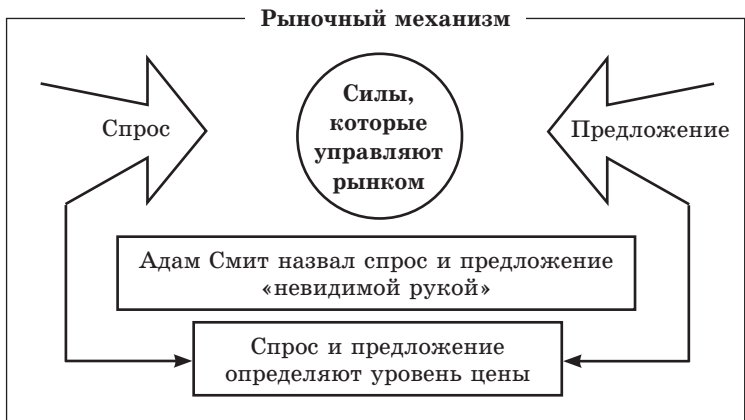 Рыночный механизм
Спрос
Силы,
которые
управляют
рынком
Предложение
Адам Смит назвал спрос и предложение
«невидимой рукой»
Спрос и предложение
определяют уровень цены